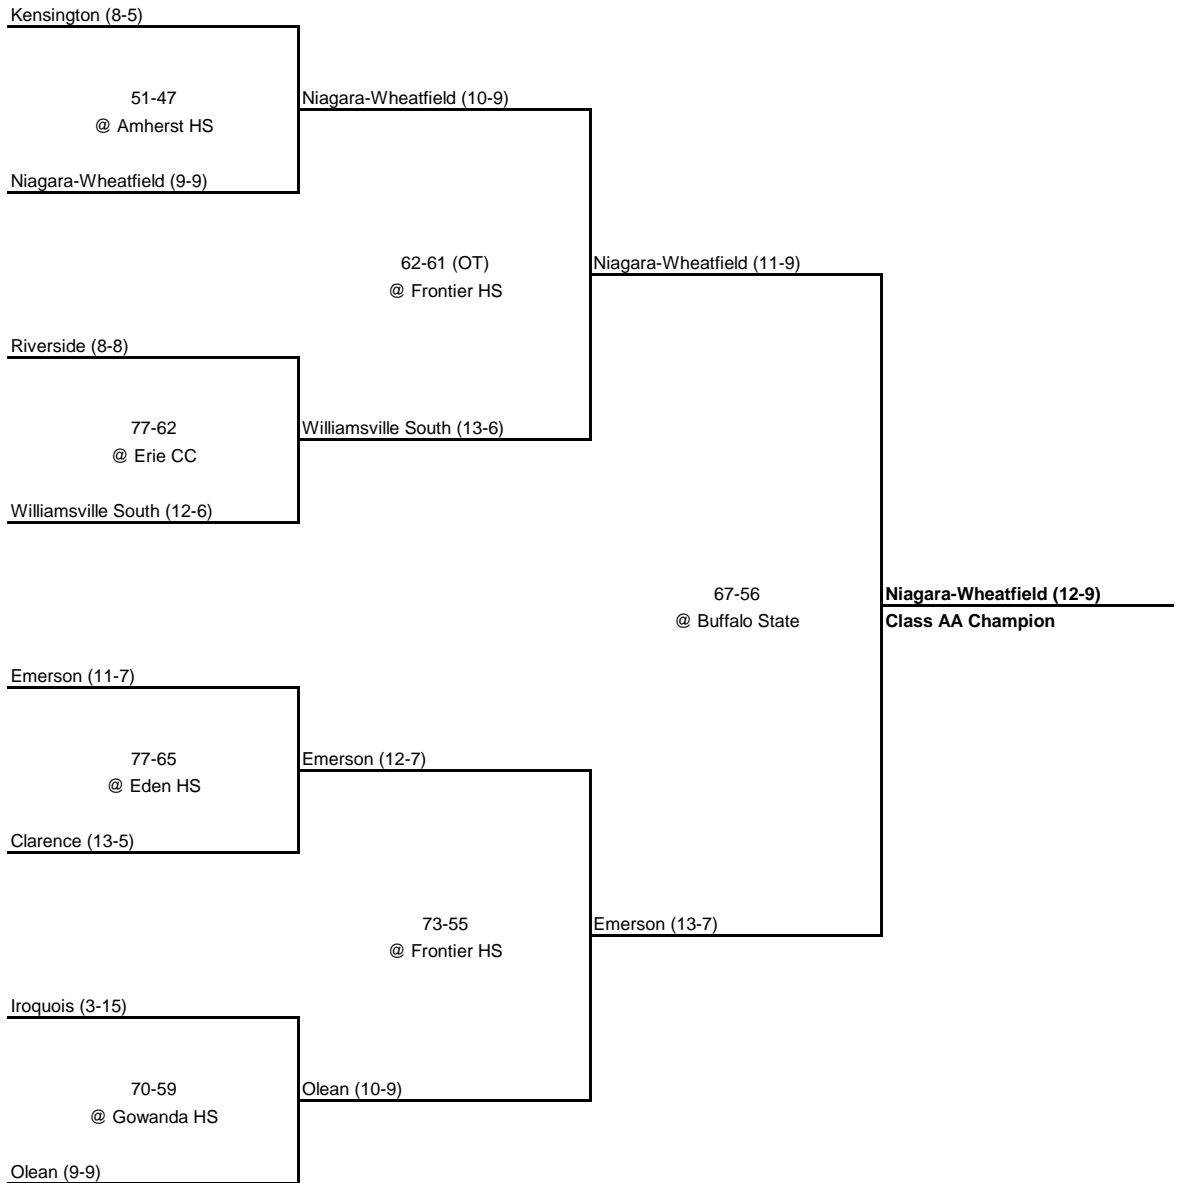 Kensington (8-5)
51-47
@ Amherst HS
Niagara-Wheatfield (10-9)
Niagara-Wheatfield (9-9)
62-61 (OT)
@ Frontier HS
Niagara-Wheatfield (11-9)
Riverside (8-8)
77-62
@ Erie CC
Williamsville South (13-6)
Williamsville South (12-6)
67-56
@ Buffalo State
Niagara-Wheatfield (12-9)
Class AA Champion
Emerson (11-7)
77-65
@ Eden HS
Emerson (12-7)
Clarence (13-5)
73-55
@ Frontier HS
Emerson (13-7)
Iroquois (3-15)
70-59
@ Gowanda HS
Olean (10-9)
Olean (9-9)